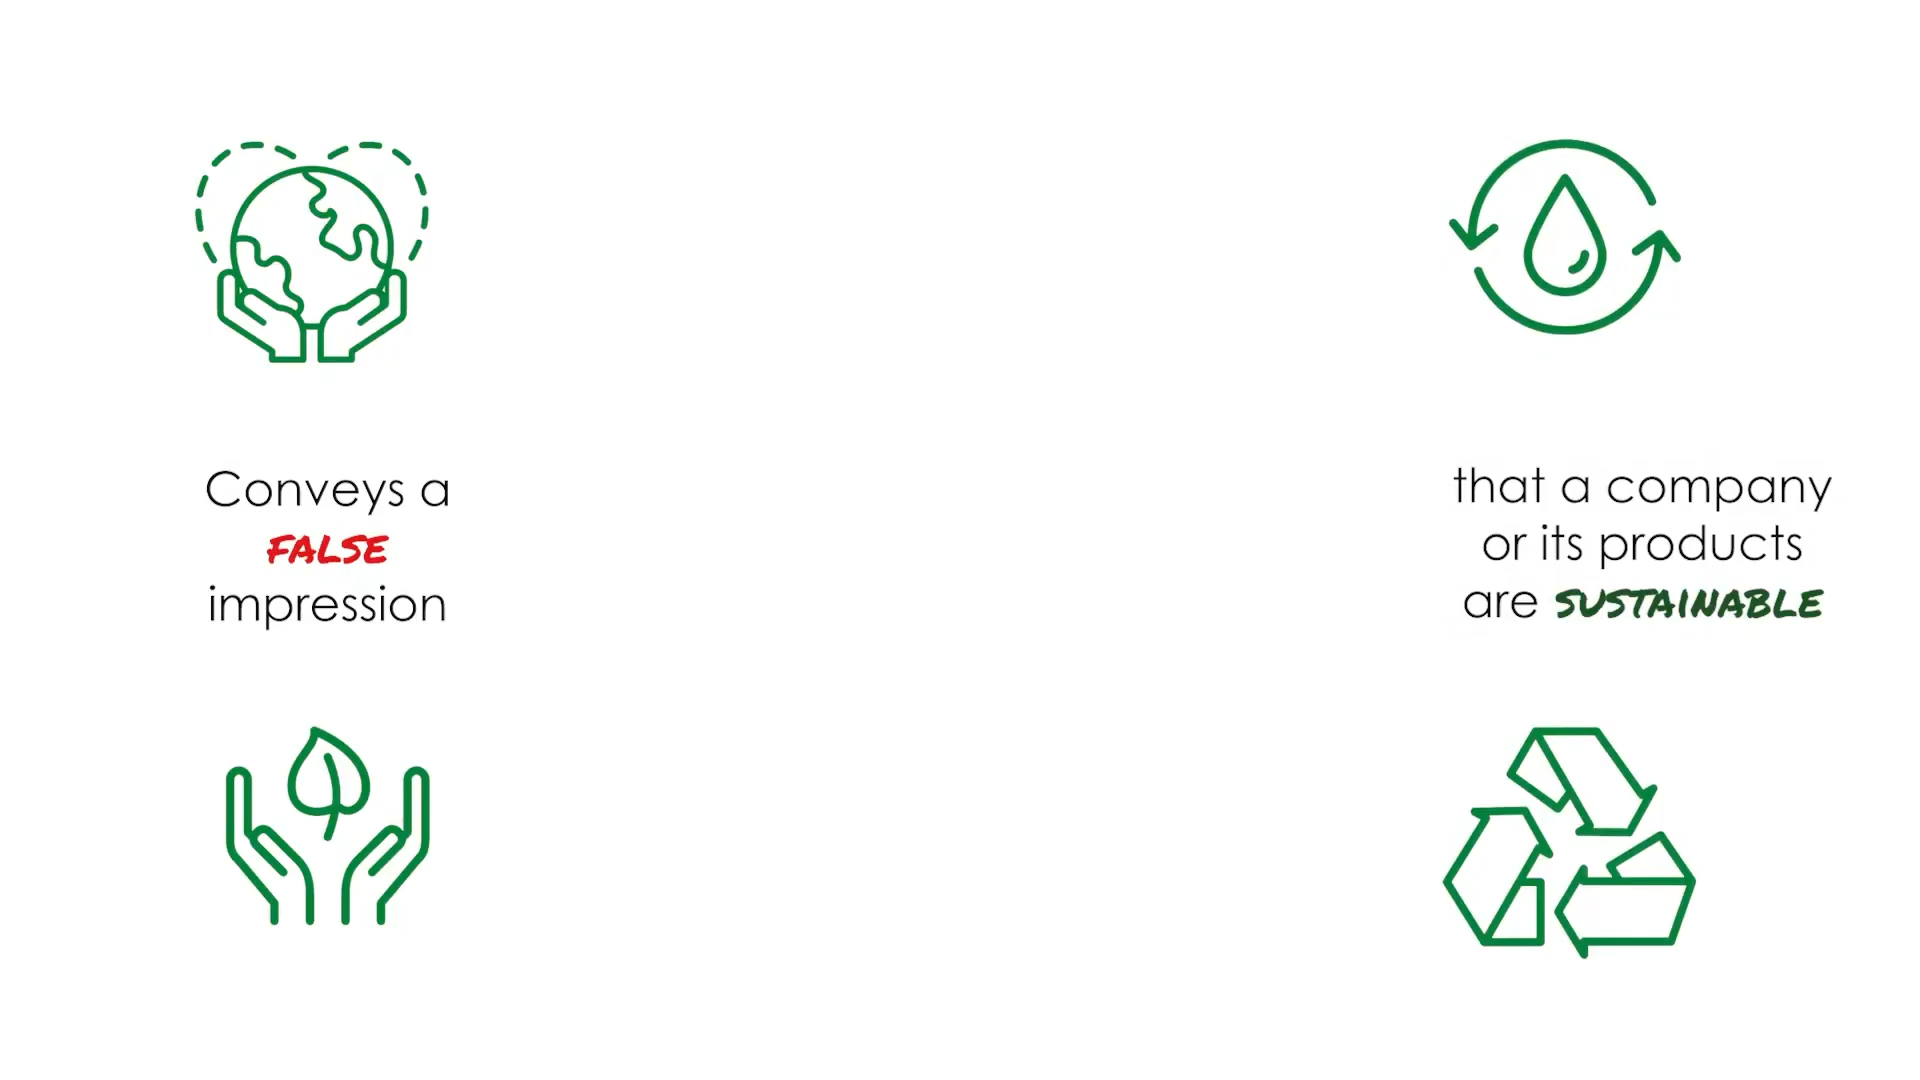 Conveys a
FALSE
impression
that a company
or its products
are SUSTAINABLE